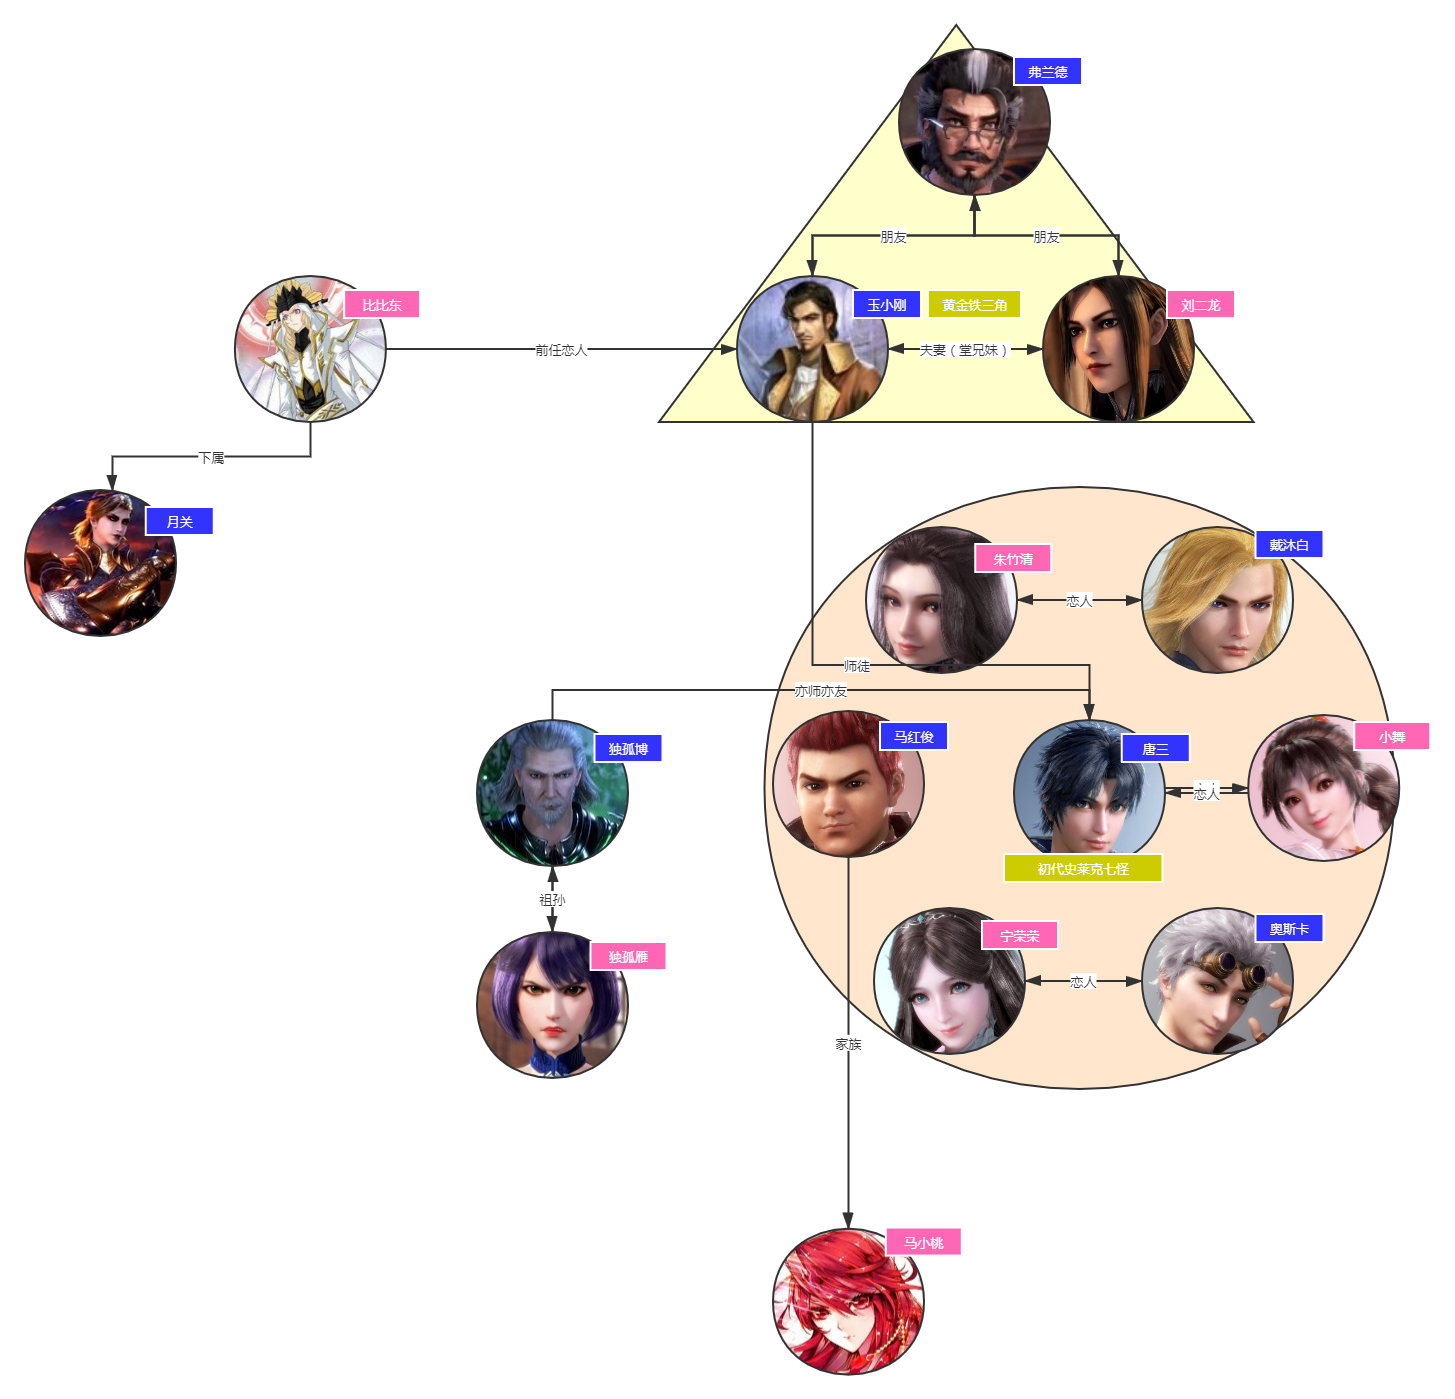 弗兰德
朋友
朋友
比比东
玉小刚
黄金铁三角
刘二龙
前任恋人
夫妻（堂兄妹）
下属
月关
朱竹清
戴沐白
恋人
师徒
亦师亦友
独孤博
马红俊
唐三
小舞
恋人
初代史莱克七怪
祖孙
独孤雁
宁荣荣
奥斯卡
恋人
家族
马小桃